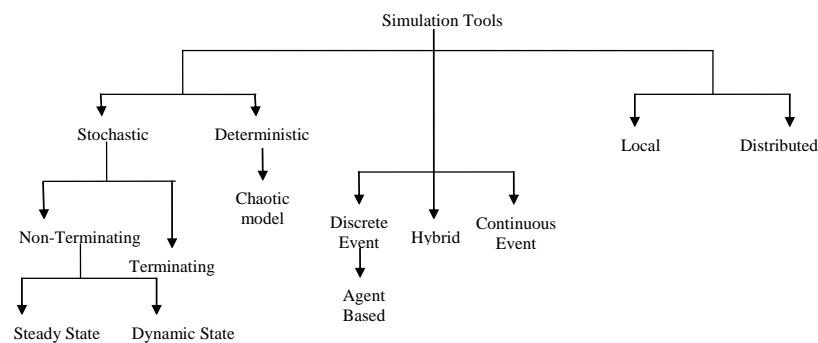 Simulation Tools
Stochastic
Deterministic
Local
Distributed
Chaotic
model
Discrete
Event
Hybrid
Continuous
Event
Non-Terminating
Terminating
Agent
Based
Steady State
Dynamic State